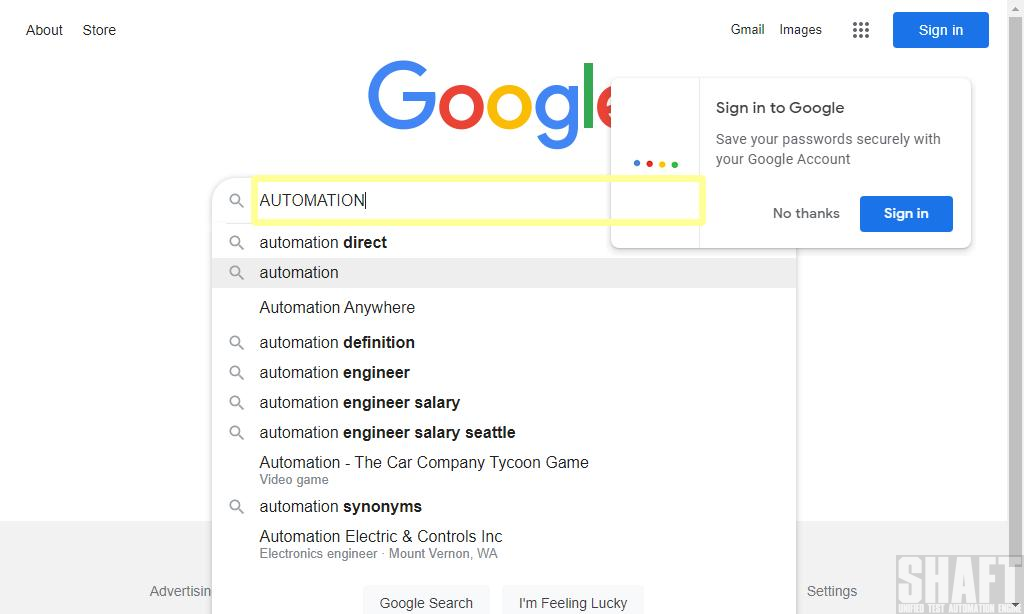 About Store
Gmail Images Sign in
Google
Sign in to Google
Save your passwords securely with
your Google Account
No thanks Sign in
AUTOMATION
automation direct
automation
Automation Anywhere
automation definition
automation engineer
automation engineer salary
automation engineer salary seattle
Automation - The Car Company Tycoon Game
Video game
automation synonyms
Automation Electric & Controls Inc
Electronics engineer · Mount Vernon, WA
Google Search I'm Feeling Lucky
Advertisin
Settings
SHAFT
UNIFIED TEST AUTOMATION